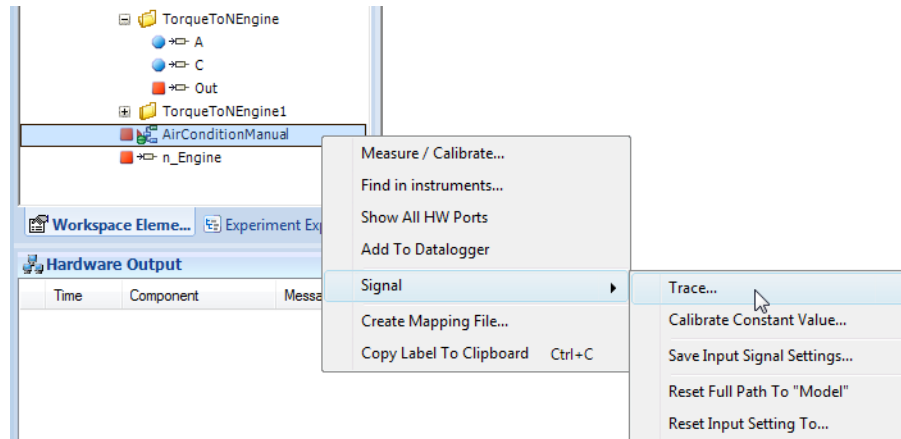 TorqueToNEngine
A
C
Out
TorqueToNEngine1
AirConditionManual
n_Engine
Workspace Eleme...
Experiment Ex
Hardware Output
Time Component Messa
Measure / Calibrate...
Find in instruments...
Show All HW Ports
Add To Datalogger
Signal
Create Mapping File...
Copy Label To Clipboard Ctrl+C
Trace...
Calibrate Constant Value...
Save Input Signal Settings...
Reset Full Path To "Model"
Reset Input Setting To...